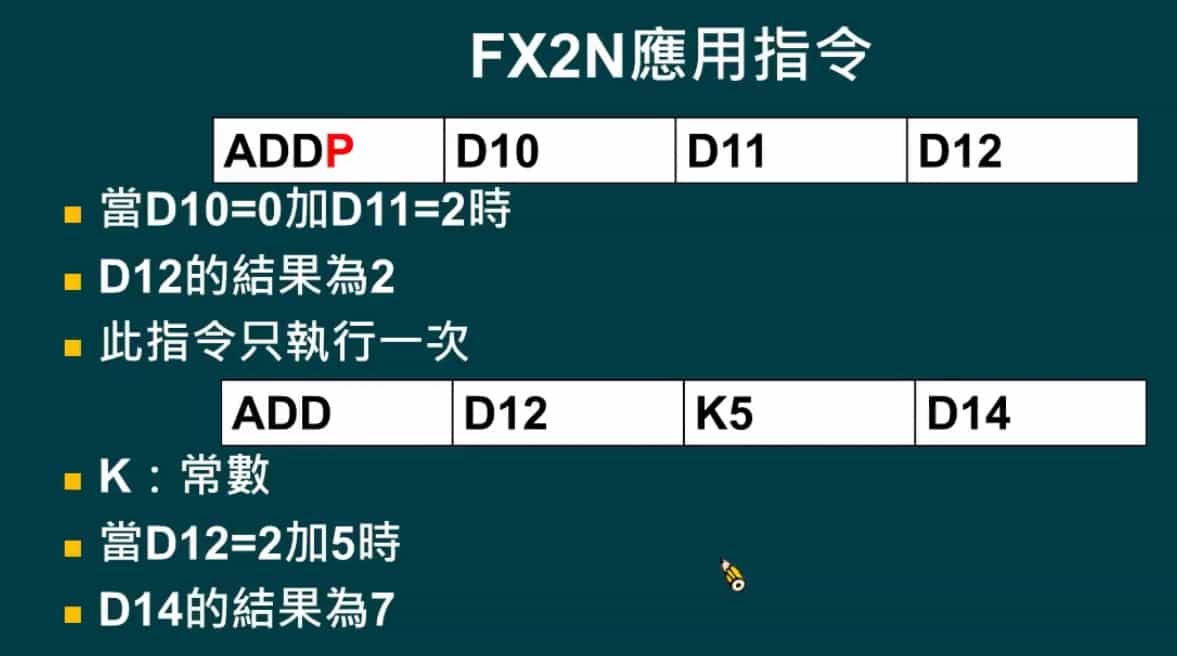 FX2N應用指令
ADDP D10 D11 D12
當D10=0加D11=2時
D12的結果為2
此指令只執行一次
ADD D12 K5 D14
K：常數
當D12=2加5時
D14的結果為7